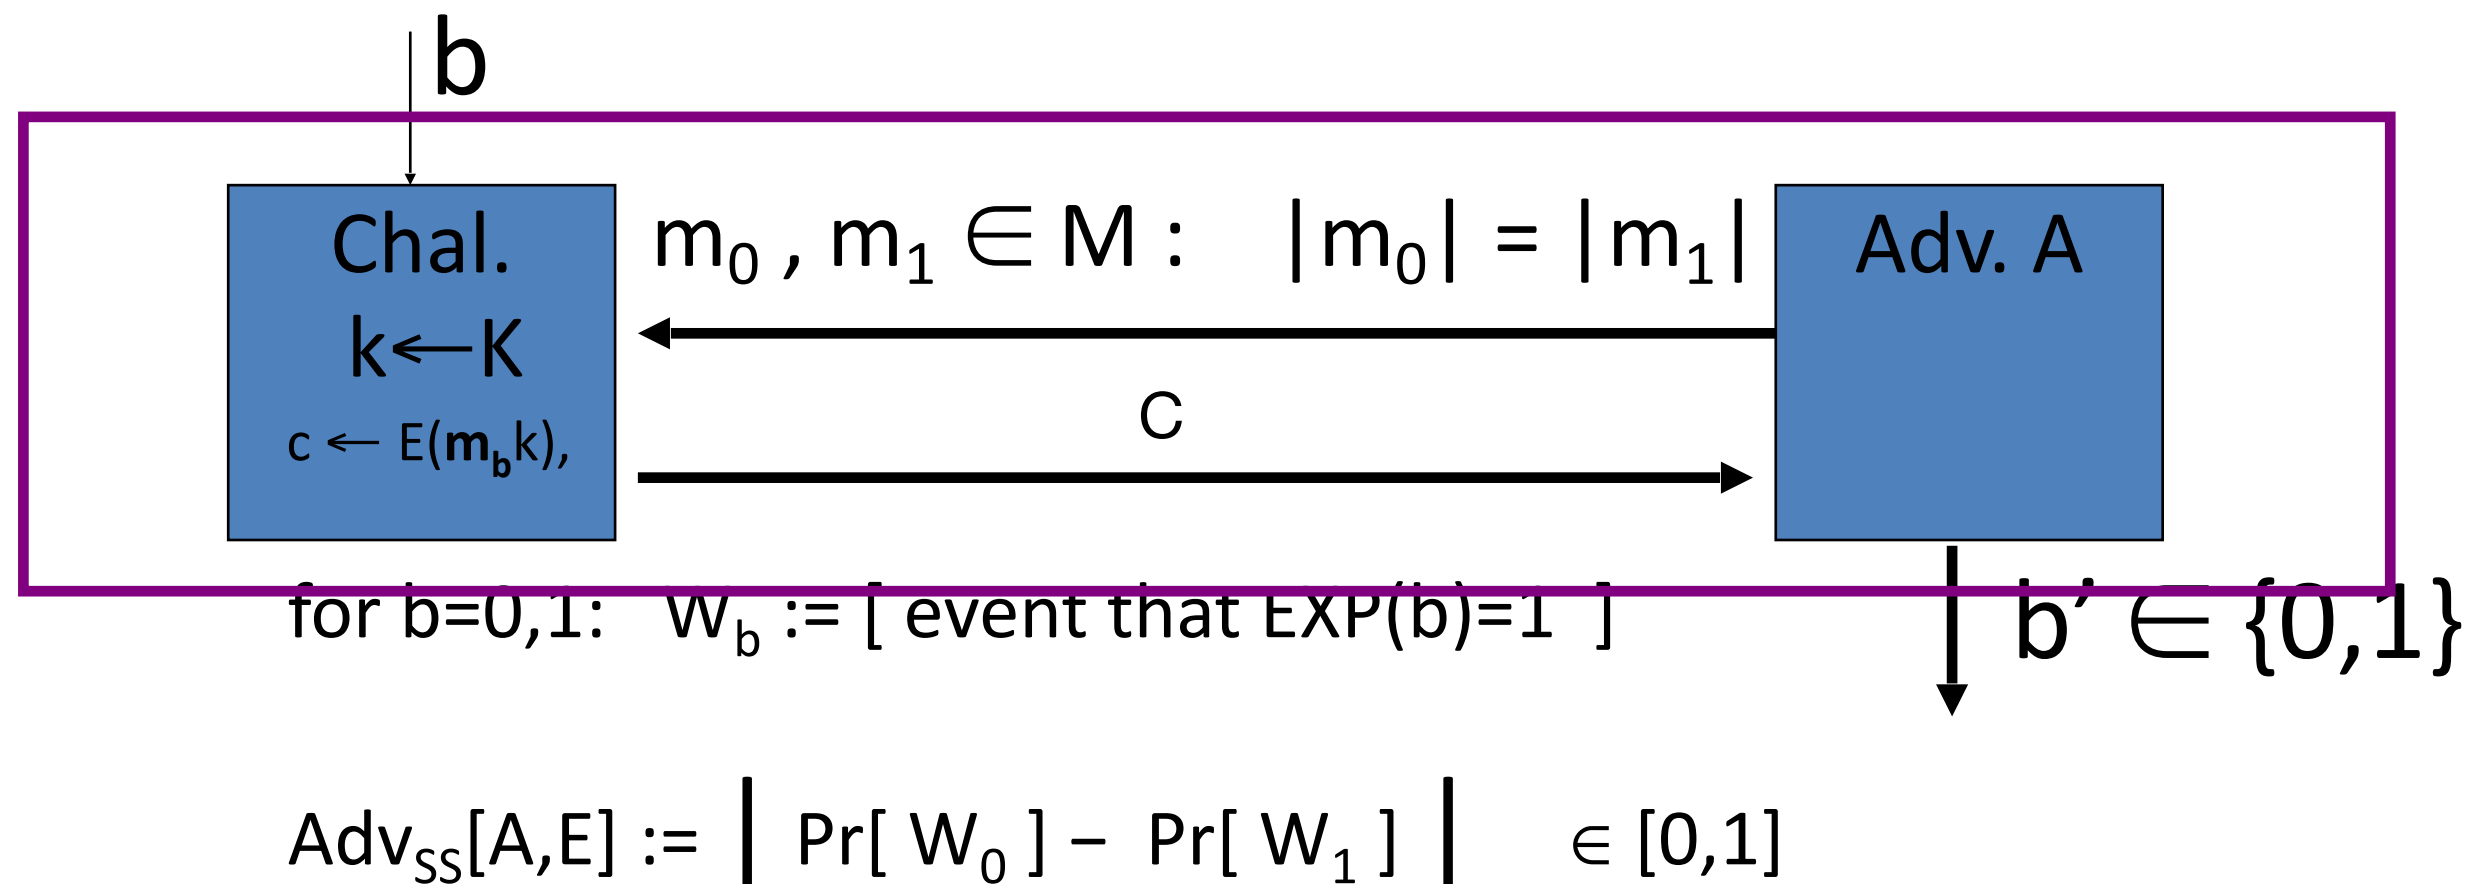 b
Chal.
k←K
c ← E(m_b k),
m₀ , m₁ ∈ M : |m₀| = |m₁|
c
Adv. A
b’ ∈ {0,1}
for b=0,1: W_b := [ event that EXP(b)=1 ]
Adv_SS[A,E] := | Pr[ W₀ ] − Pr[ W₁ ] | ∈ [0,1]